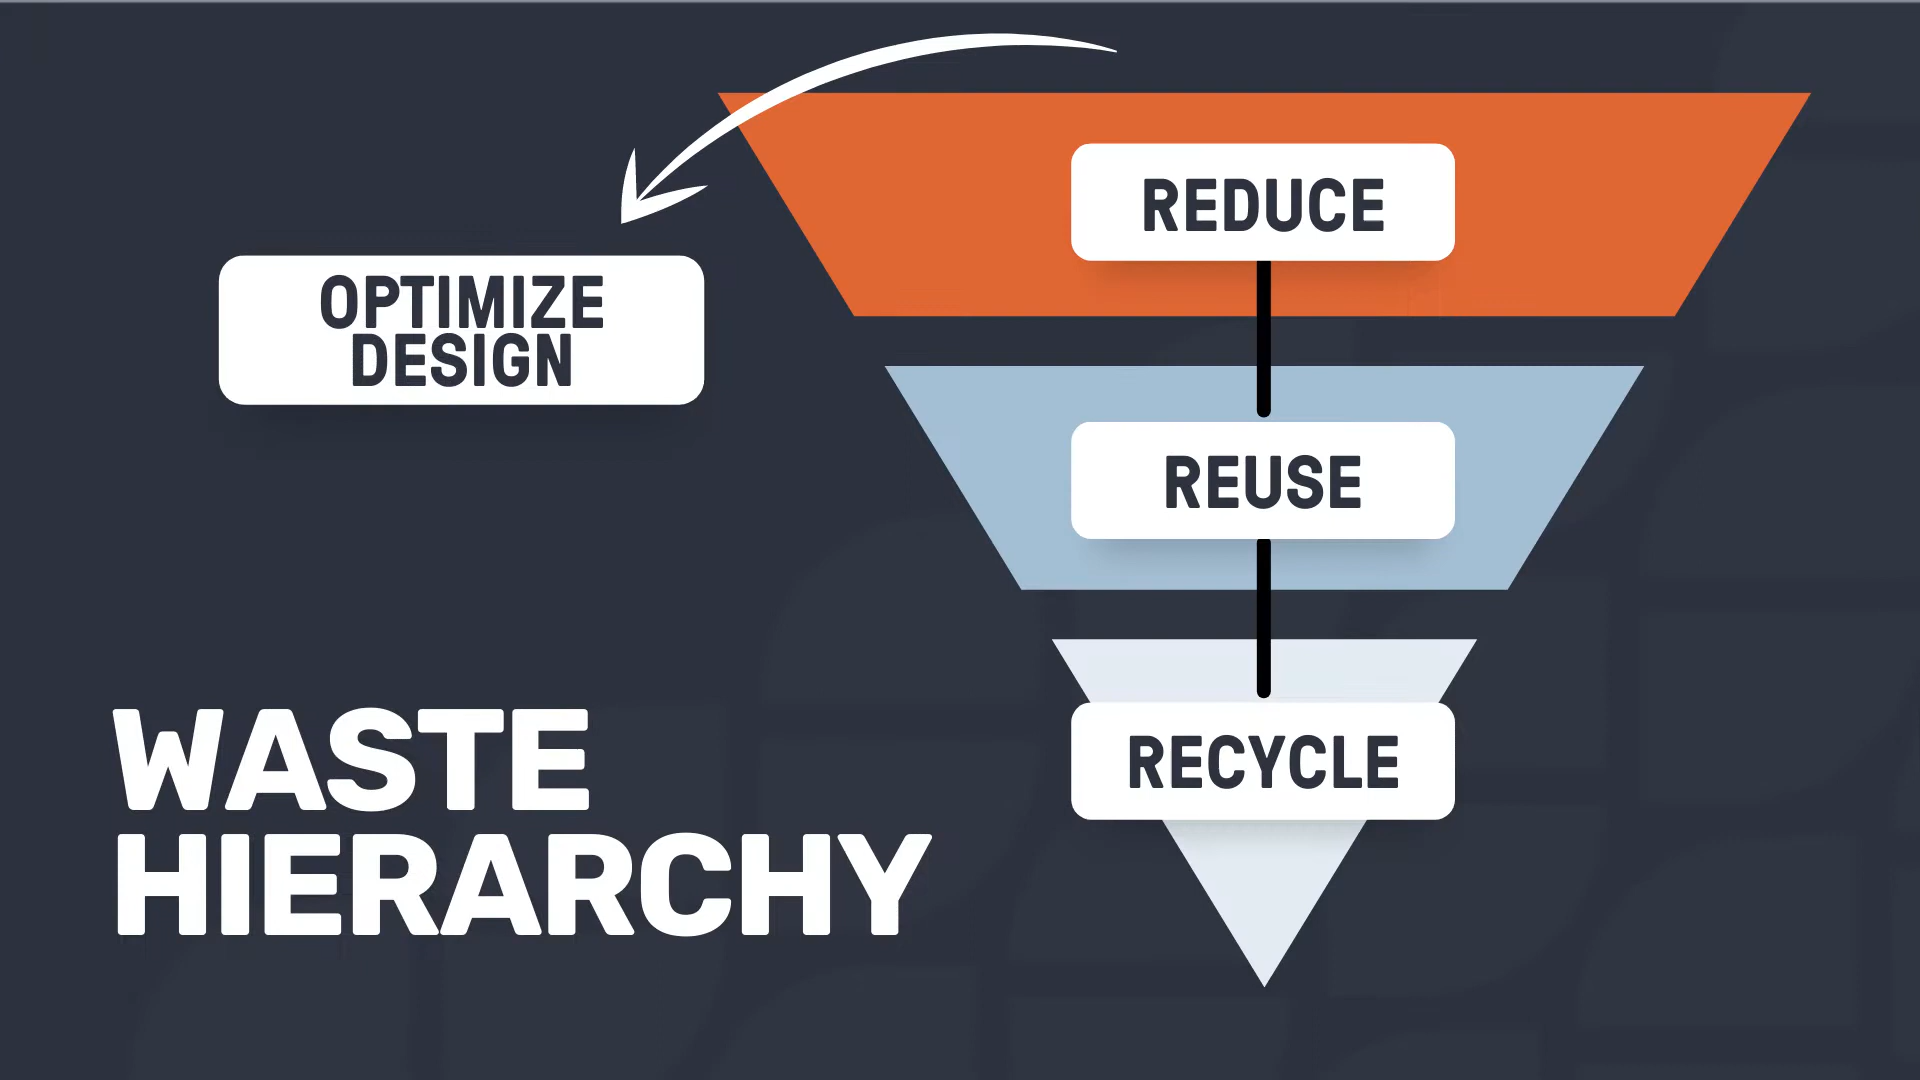 REDUCE
OPTIMIZE
DESIGN
REUSE
RECYCLE
WASTE
HIERARCHY